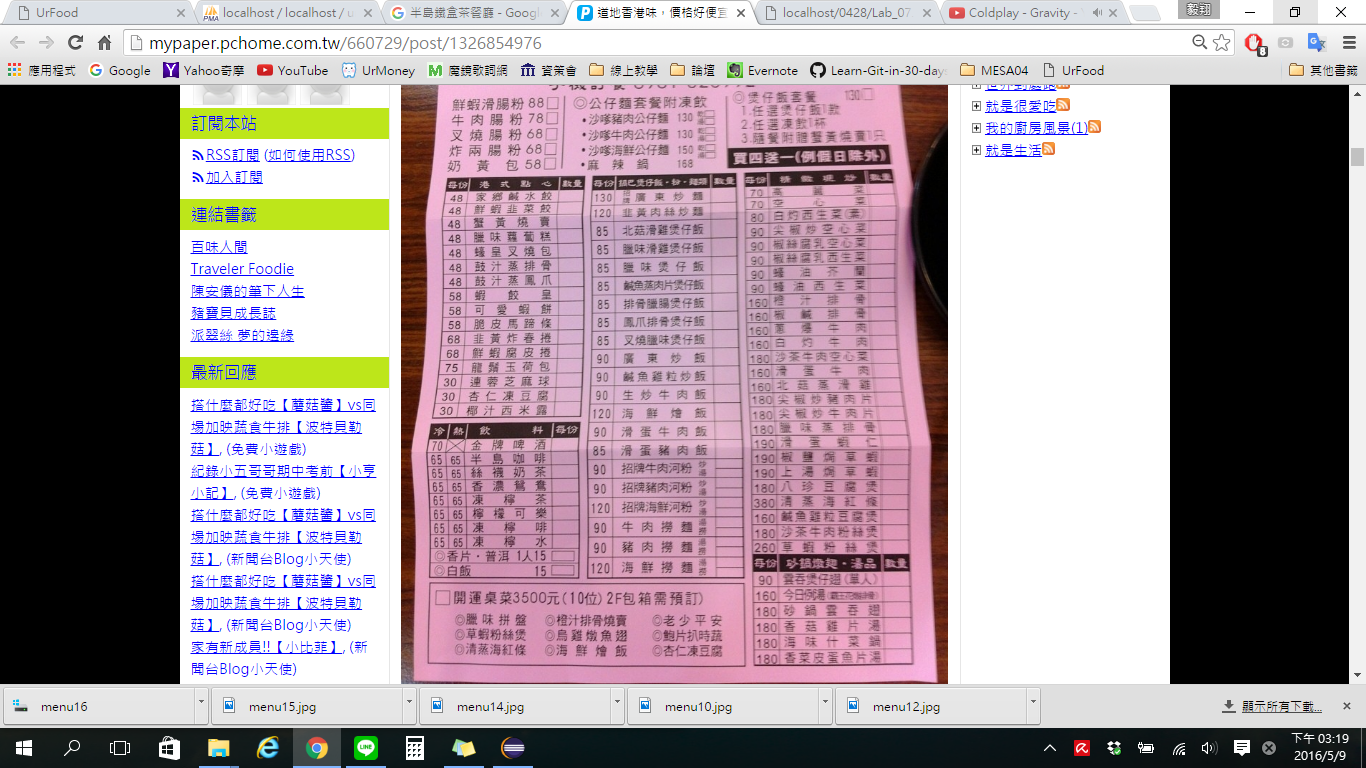 UrFood
localhost / localhost / u
半島鐵盒茶餐廳 - Goog
道地香港味，價格好便宜
localhost/0428/Lab_07
Coldplay - Gravity -
毅翔
mypaper.pchome.com.tw/660729/post/1326854976
應用程式
Google
Yahoo奇摩
YouTube
UrMoney
魔鏡歌詞網
資策會
線上教學
論壇
Evernote
Learn-Git-in-30-day
MESA04
UrFood
其他書籤
訂閱本站
RSS訂閱 (如何使用RSS)
加入訂閱
連結書籤
百味人間
Traveler Foodie
陳安儀的筆下人生
豬寶貝成長誌
派翠絲 夢的邊緣
最新回應
搭什麼都好吃【蘑菇醬】vs同
場加映蔬食牛排【波特貝勒
菇】, (免費小遊戲)
紀錄小五哥哥期中考前【小亨
小記】, (免費小遊戲)
搭什麼都好吃【蘑菇醬】vs同
場加映蔬食牛排【波特貝勒
菇】, (新聞台Blog小天使)
搭什麼都好吃【蘑菇醬】vs同
場加映蔬食牛排【波特貝勒
菇】, (新聞台Blog小天使)
家有新成員!!【小比菲】, (新
聞台Blog小天使)
鮮蝦滑腸粉 88
牛肉腸粉 78
叉燒腸粉 68
炸兩腸粉 68
奶黃包 58
◎公仔麵套餐附凍飲
•沙嗲豬肉公仔麵 130
•沙嗲牛肉公仔麵 130
•沙嗲海鮮公仔麵 150
•麻辣鍋 168
◎煲仔飯套餐 130
1.任選煲仔飯1款
2.任選凍飲1杯
3.隨餐附贈蟹黃燒賣1只
買四送一(例假日除外)
每份 港式點心 數量
48 家鄉鹹水餃
48 鮮蝦韭菜餃
48 蟹黃燒賣
48 臘味蘿蔔糕
48 蠔皇叉燒包
48 鼓汁蒸排骨
48 鼓汁蒸鳳爪
58 蝦餃皇
58 可愛蝦餅
58 脆皮馬蹄條
68 韭黃炸春捲
68 鮮蝦腐皮捲
75 龍鬚玉荷包
30 連蓉芝麻球
30 杏仁凍豆腐
30 椰汁西米露
冷 熱 飲料 每份
70 金牌啤酒
65 65 半島咖啡
65 65 絲襪奶茶
65 65 香濃鴛鴦
65 65 凍檸茶
65 65 檸檬可樂
65 65 凍檸啡
65 65 凍檸水
◎香片・普洱 1人15
◎白飯 15
每份 鍋巴煲仔飯・粉・麵類 數量
130 招牌廣東炒麵
120 韭黃肉絲炒麵
85 北菇滑雞煲仔飯
85 臘味滑雞煲仔飯
85 臘味煲仔飯
85 鹹魚蒸肉片煲仔飯
85 排骨臘腸煲仔飯
85 鳳爪排骨煲仔飯
85 叉燒臘味煲仔飯
90 廣東炒飯
90 鹹魚雞粒炒飯
90 生炒牛肉飯
120 海鮮燴飯
90 滑蛋牛肉飯
85 滑蛋豬肉飯
90 招牌牛肉河粉 炒 湯
90 招牌豬肉河粉 炒 湯
120 招牌海鮮河粉 炒 湯
90 牛肉撈麵 湯 撈
90 豬肉撈麵 湯 撈
120 海鮮撈麵 湯 撈
每份 精緻現炒 數量
70 高麗菜
70 空心菜
80 白灼西生菜
90 尖椒炒空心菜
90 椒絲腐乳空心菜
90 椒絲腐乳西生菜
90 蠔油芥蘭
90 蠔油西生菜
160 橙汁排骨
160 椒鹹排骨
160 蔥爆牛肉
160 白灼牛肉
180 沙茶牛肉空心菜
160 滑蛋牛肉
160 北菇蒸滑雞
180 尖椒炒豬肉片
180 尖椒炒牛肉片
180 臘味蒸排骨
190 滑蛋蝦仁
190 椒鹽焗草蝦
190 上湯焗草蝦
180 八珍豆腐煲
380 清蒸海紅條
160 鹹魚雞粒豆腐煲
180 沙茶牛肉粉絲煲
260 草蝦粉絲煲
每份 砂鍋燉翅・湯品 數量
90 雲吞煲仔翅(單人)
160 今日例湯
180 砂鍋雲吞翅
180 香菇雞片湯
180 海味什菜鍋
180 香菜皮蛋魚片湯
開運桌菜3500元(10位) 2F包箱需預訂)
◎臘味拼盤 ◎橙汁排骨燒賣 ◎老少平安
◎草蝦粉絲煲 ◎烏雞燉魚翅 ◎鮑片扒時蔬
◎清蒸海紅條 ◎海鮮燴飯 ◎杏仁凍豆腐
就是很愛吃
我的廚房風景(1)
就是生活
menu16
menu15.jpg
menu14.jpg
menu10.jpg
menu12.jpg
顯示所有下載...
下午 03:19
2016/5/9